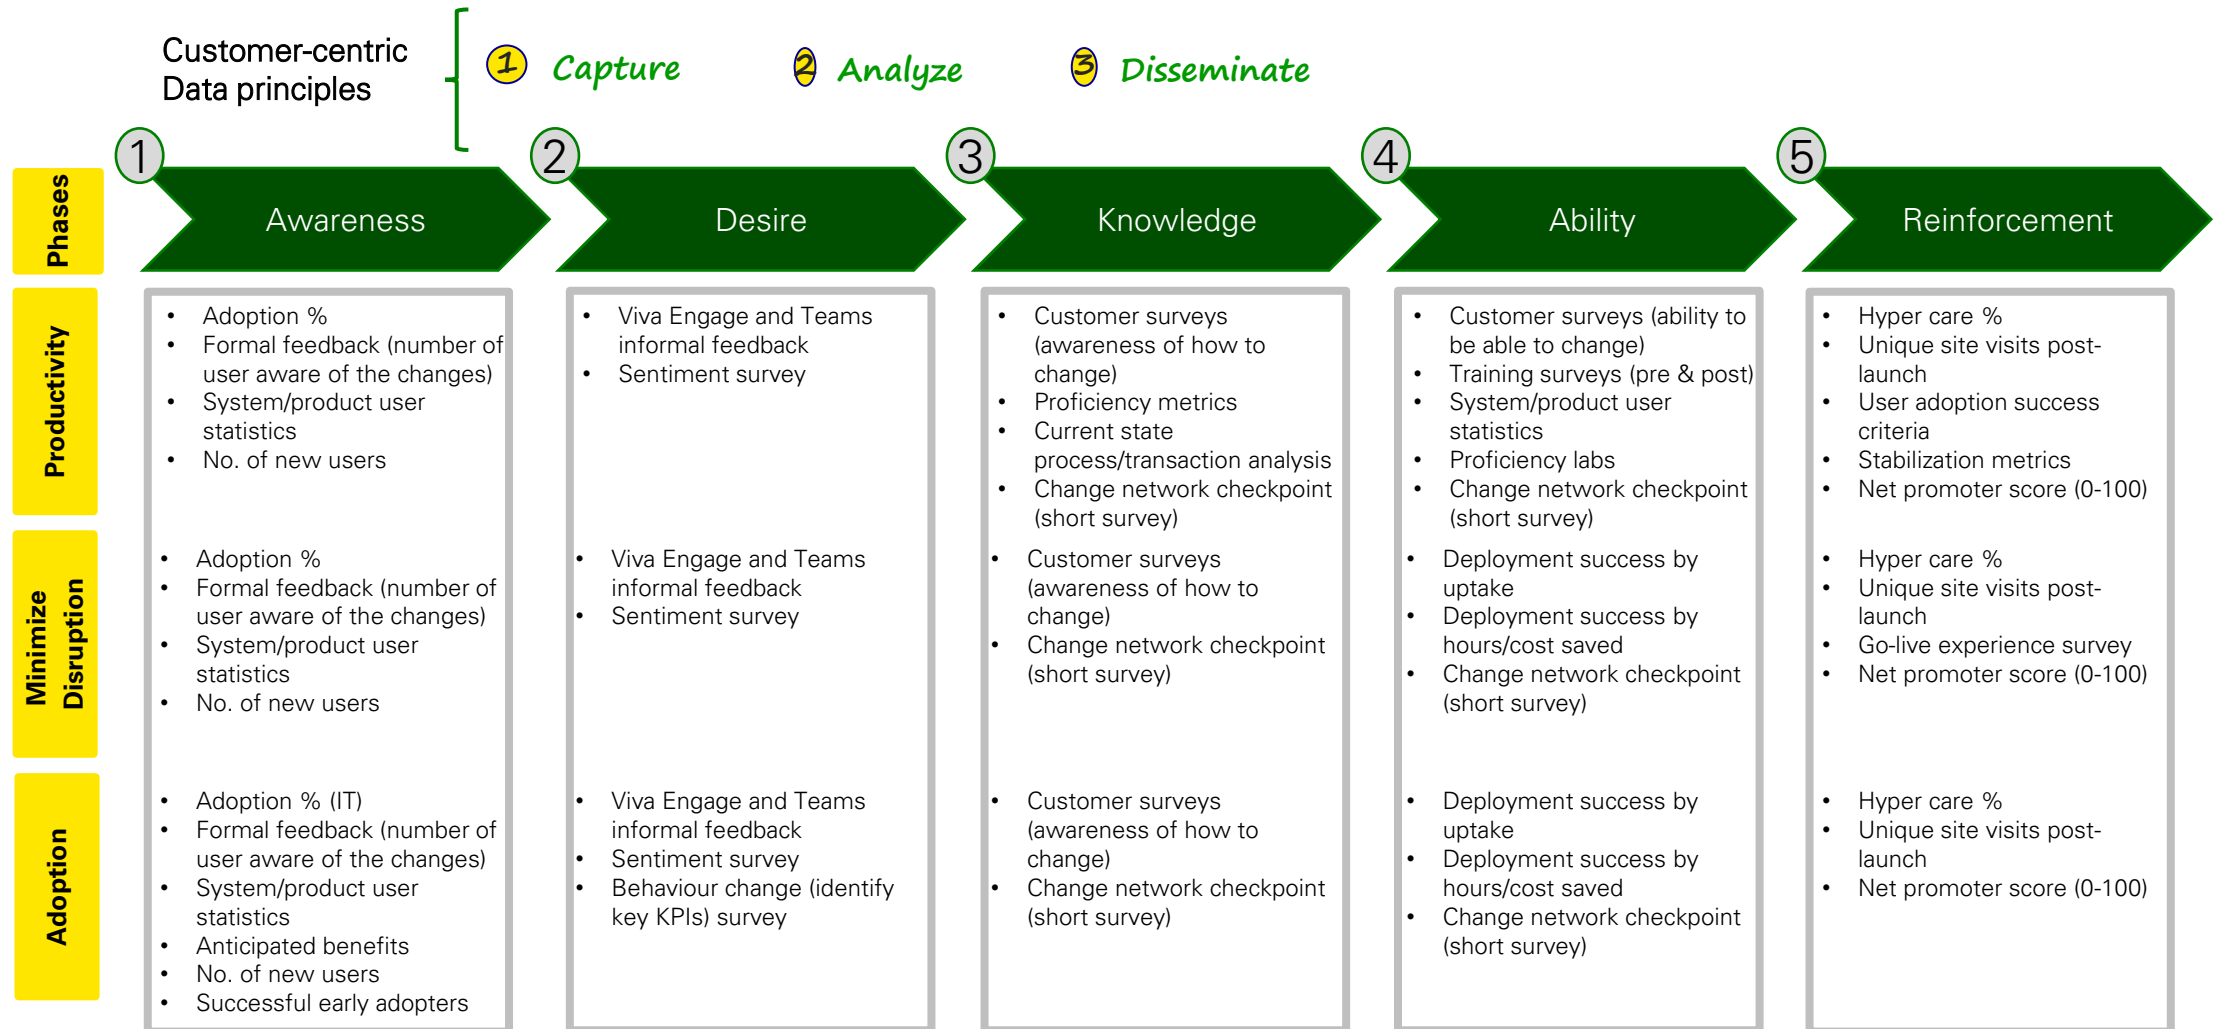 Customer-centric
Data principles
1 Capture
2 Analyze
3 Disseminate
Phases
1
Awareness
2
Desire
3
Knowledge
4
Ability
5
Reinforcement
Productivity
• Adoption %
• Formal feedback (number of
user aware of the changes)
• System/product user
statistics
• No. of new users
• Viva Engage and Teams
informal feedback
• Sentiment survey
• Customer surveys
(awareness of how to
change)
• Proficiency metrics
• Current state
process/transaction analysis
• Change network checkpoint
(short survey)
• Customer surveys (ability to
be able to change)
• Training surveys (pre & post)
• System/product user
statistics
• Proficiency labs
• Change network checkpoint
(short survey)
• Hyper care %
• Unique site visits post-
launch
• User adoption success
criteria
• Stabilization metrics
• Net promoter score (0-100)
Minimize
Disruption
• Adoption %
• Formal feedback (number of
user aware of the changes)
• System/product user
statistics
• No. of new users
• Viva Engage and Teams
informal feedback
• Sentiment survey
• Customer surveys
(awareness of how to
change)
• Change network checkpoint
(short survey)
• Deployment success by
uptake
• Deployment success by
hours/cost saved
• Change network checkpoint
(short survey)
• Hyper care %
• Unique site visits post-
launch
• Go-live experience survey
• Net promoter score (0-100)
Adoption
• Adoption % (IT)
• Formal feedback (number of
user aware of the changes)
• System/product user
statistics
• Anticipated benefits
• No. of new users
• Successful early adopters
• Viva Engage and Teams
informal feedback
• Sentiment survey
• Behaviour change (identify
key KPIs) survey
• Customer surveys
(awareness of how to
change)
• Change network checkpoint
(short survey)
• Deployment success by
uptake
• Deployment success by
hours/cost saved
• Change network checkpoint
(short survey)
• Hyper care %
• Unique site visits post-
launch
• Net promoter score (0-100)